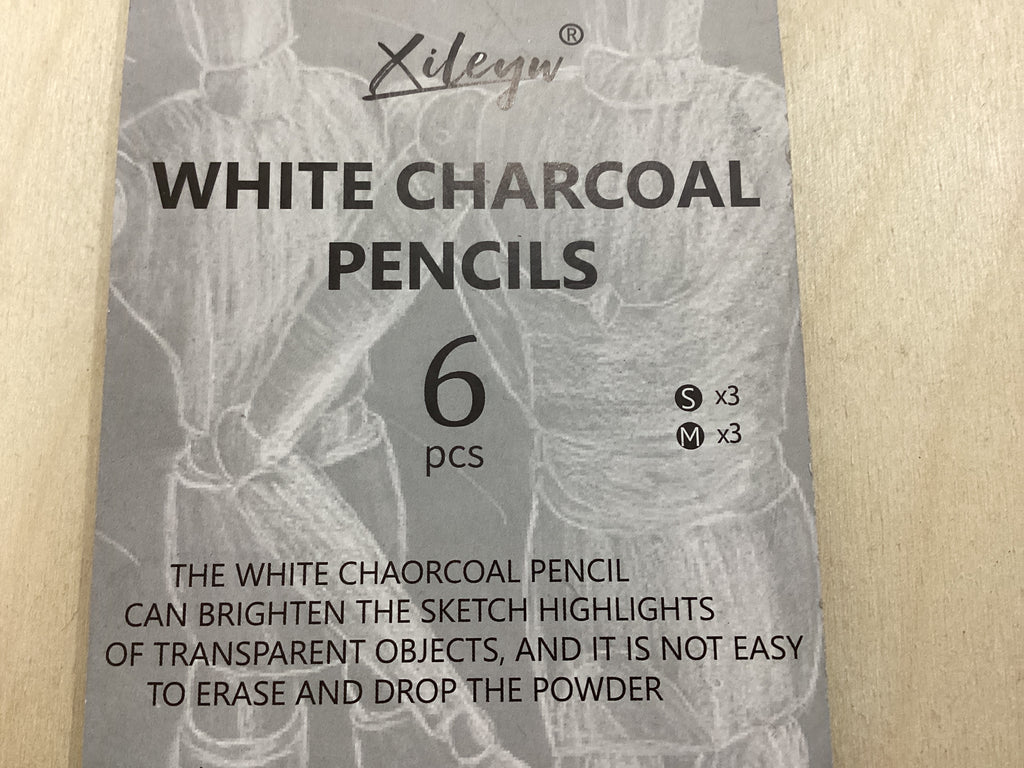 Xileyw®
WHITE CHARCOAL
PENCILS
6
pcs
S x3
M x3
THE WHITE CHAORCOAL PENCIL
CAN BRIGHTEN THE SKETCH HIGHLIGHTS
OF TRANSPARENT OBJECTS, AND IT IS NOT EASY
TO ERASE AND DROP THE POWDER